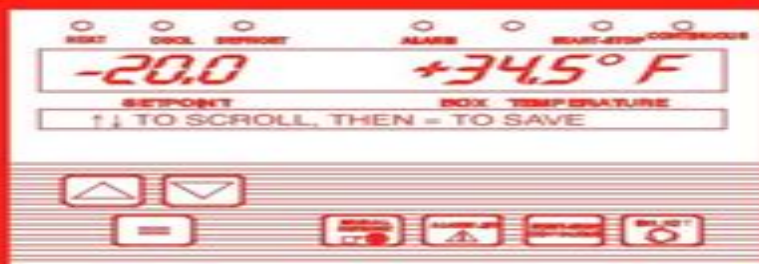 HEAT COOL DEFROST ALARM START-STOP CONTINUOUS
-20.0 +34.5° F
SETPOINT BOX TEMPERATURE
↑↓ TO SCROLL, THEN = TO SAVE
=